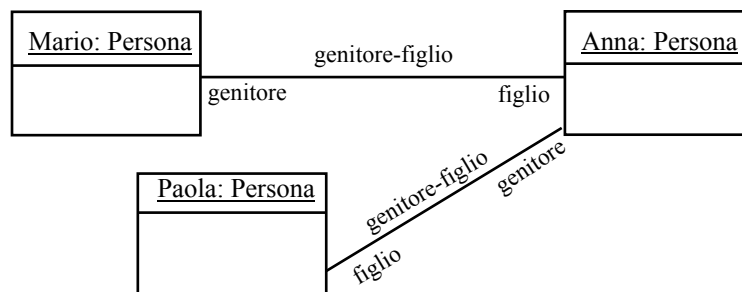 Mario: Persona
Anna: Persona
genitore-figlio
genitore
figlio
genitore-figlio
genitore
Paola: Persona
figlio